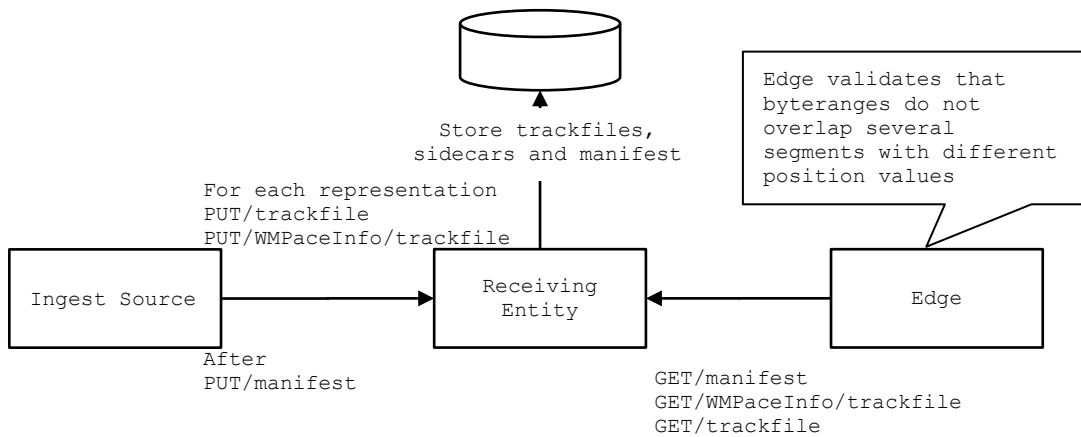 Edge validates that
byteranges do not
overlap several
segments with different
position values
Store trackfiles,
sidecars and manifest
For each representation
PUT/trackfile
PUT/WMPaceInfo/trackfile
Ingest Source
Receiving
Entity
Edge
After
PUT/manifest
GET/manifest
GET/WMPaceInfo/trackfile
GET/trackfile